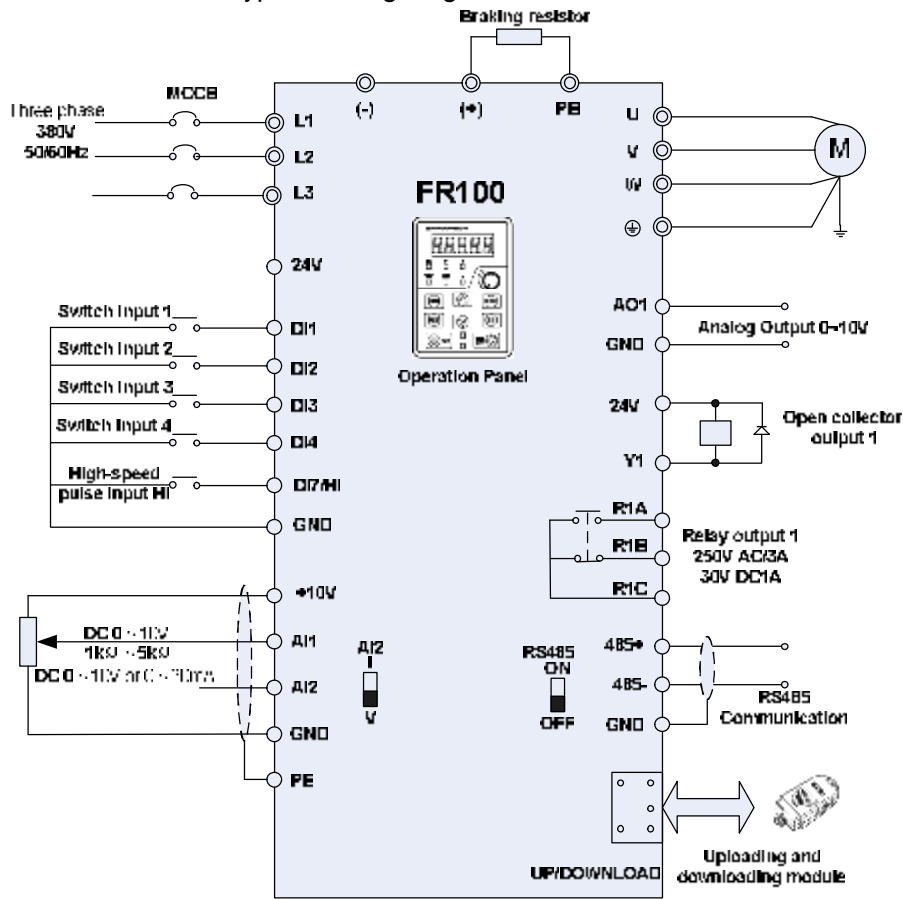 Braking resistor
MCCB
(-)
(+)
PB
Three phase
380V
50/60Hz
L1
L2
L3
U
V
W
M
FR100
24V
Operation Panel
Switch Input 1
DI1
Switch Input 2
DI2
Switch Input 3
DI3
Switch Input 4
DI4
High-speed
pulse input HI
DI7/HI
GND
AO1
Analog Output 0~10V
GND
24V
Open collector
output 1
Y1
R1A
R1B
R1C
Relay output 1
250V AC/3A
30V DC1A
+10V
DC 0 ~ 10V
1kΩ ~ 5kΩ
AI1
DC 0 ~ 10V or 0 ~ 20mA
AI2
GND
PE
AI2
I
V
RS485
ON
OFF
485+
485-
GND
RS485
Communication
UP/DOWNLOAD
Uploading and
downloading module